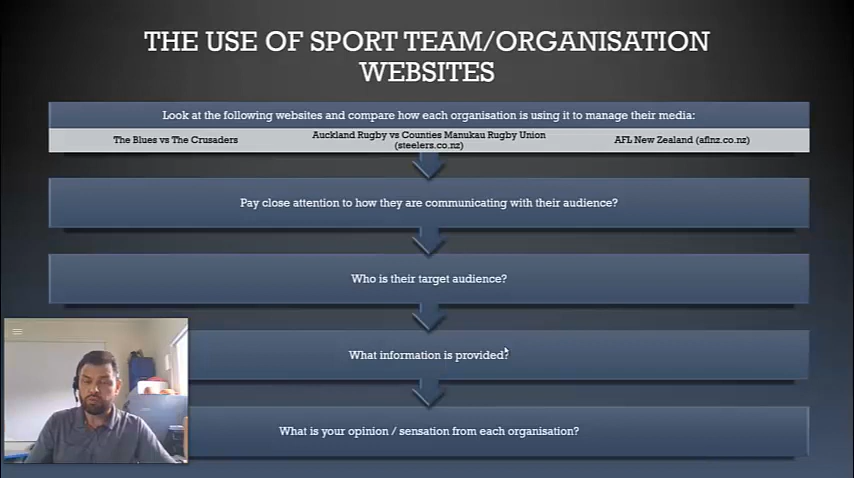 THE USE OF SPORT TEAM/ORGANISATION
WEBSITES
Look at the following websites and compare how each organisation is using it to manage their media:
The Blues vs The Crusaders
Auckland Rugby vs Counties Manukau Rugby Union
(steelers.co.nz)
AFL New Zealand (aflnz.co.nz)
Pay close attention to how they are communicating with their audience?
Who is their target audience?
What information is provided?
What is your opinion / sensation from each organisation?